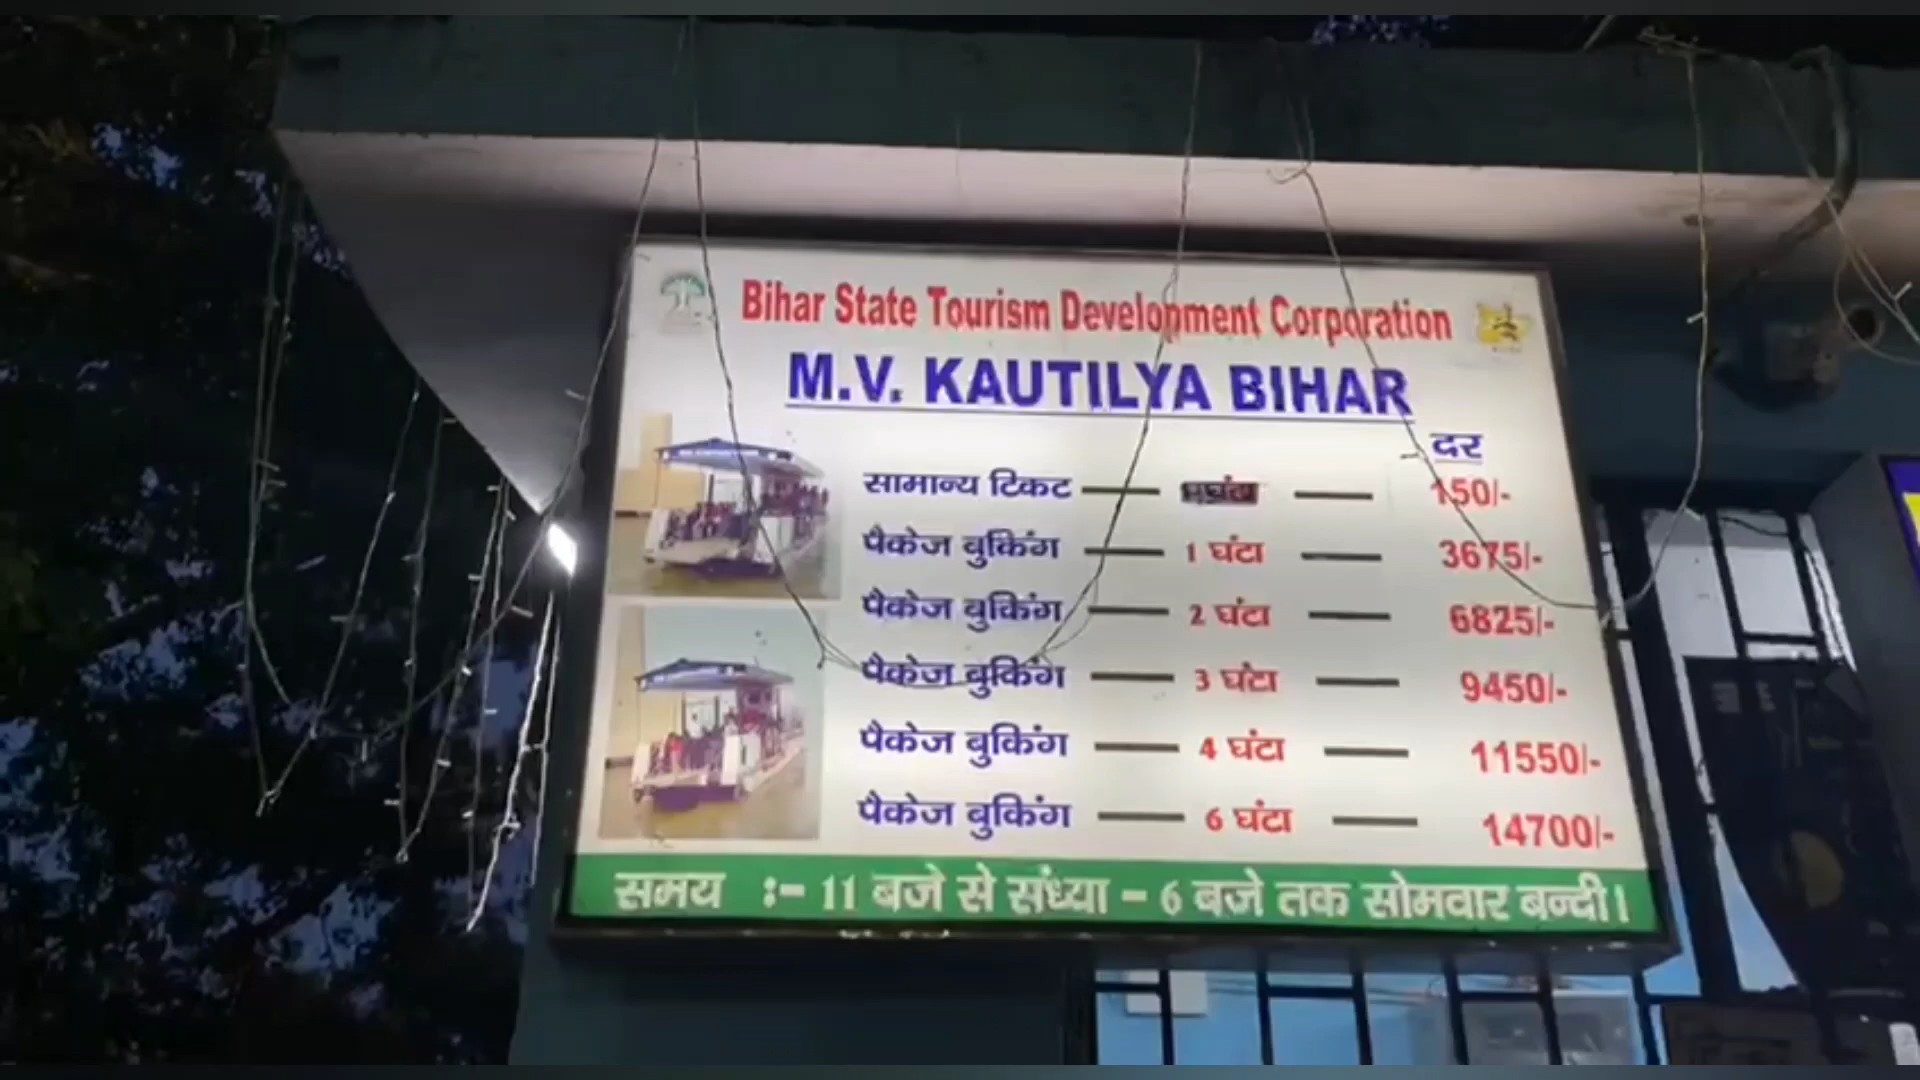 Bihar State Tourism Development Corporation
M.V. KAUTILYA BIHAR
दर
सामान्य टिकट — घंटा — 150/-
पैकेज बुकिंग — 1 घंटा — 3675/-
पैकेज बुकिंग — 2 घंटा — 6825/-
पैकेज बुकिंग — 3 घंटा — 9450/-
पैकेज बुकिंग — 4 घंटा — 11550/-
पैकेज बुकिंग — 6 घंटा — 14700/-
समय :- 11 बजे से संध्या - 6 बजे तक सोमवार बन्दी।